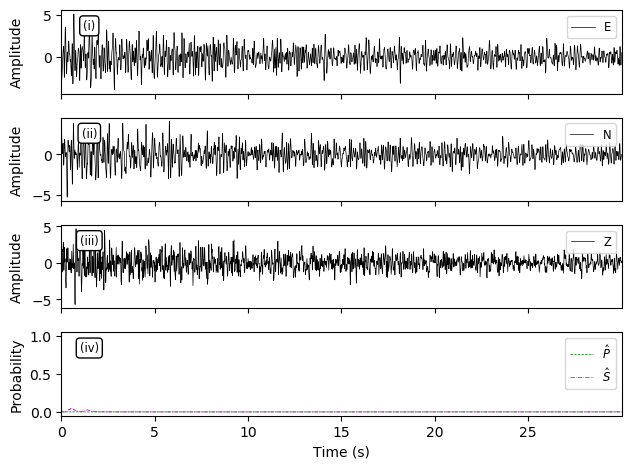 5
(i)
E
Amplitude
0
(ii)
N
Amplitude
0
−5
5
(iii)
Z
Amplitude
0
−5
1.0
(iv)
P̂
Probability
0.5
Ŝ
0.0
0 5 10 15 20 25
Time (s)